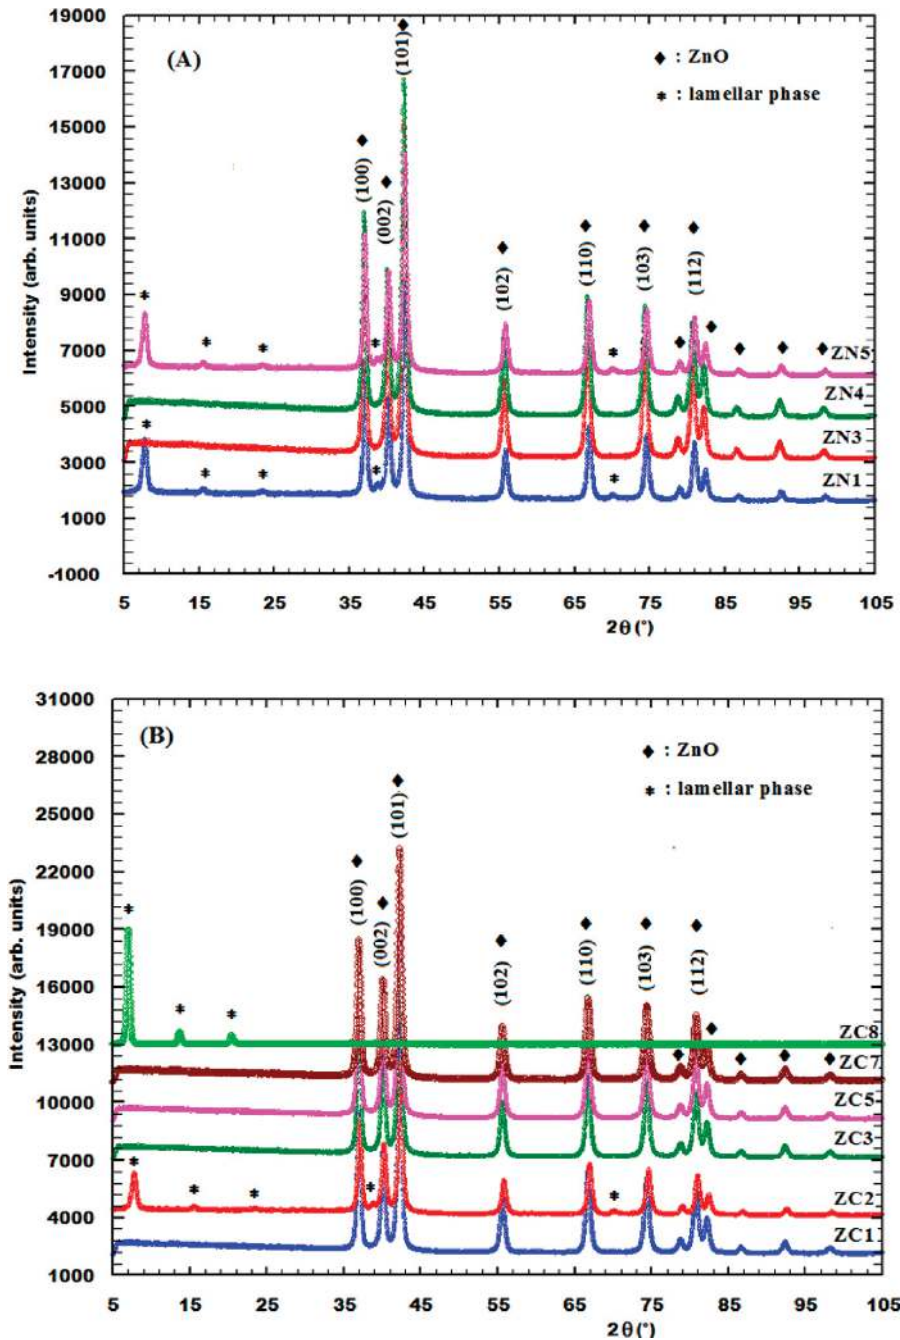 19000
(A)
(101)
◆ : ZnO
17000
* : lamellar phase
15000
(100)
(002)
13000
11000
(102)
(110)
(103)
(112)
9000
7000
ZN5
5000
ZN4
3000
ZN3
1000
ZN1
-1000
Intensity (arb. units)
5 15 25 35 45 55 65 75 85 95 105
2θ (°)
31000
(B)
28000
◆ : ZnO
* : lamellar phase
25000
(101)
22000
(100)
(002)
19000
(102)
(110)
(103)
(112)
16000
13000
ZC8
ZC7
10000
ZC5
ZC3
7000
ZC2
4000
ZC1
1000
Intensity (arb. units)
5 15 25 35 45 55 65 75 85 95 105
2θ (°)